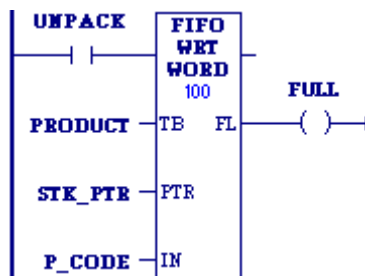 UNPACK
FIFO
WRT
WORD
100
FULL
PRODUCT
TB FL
STK_PTR
PTR
P_CODE
IN